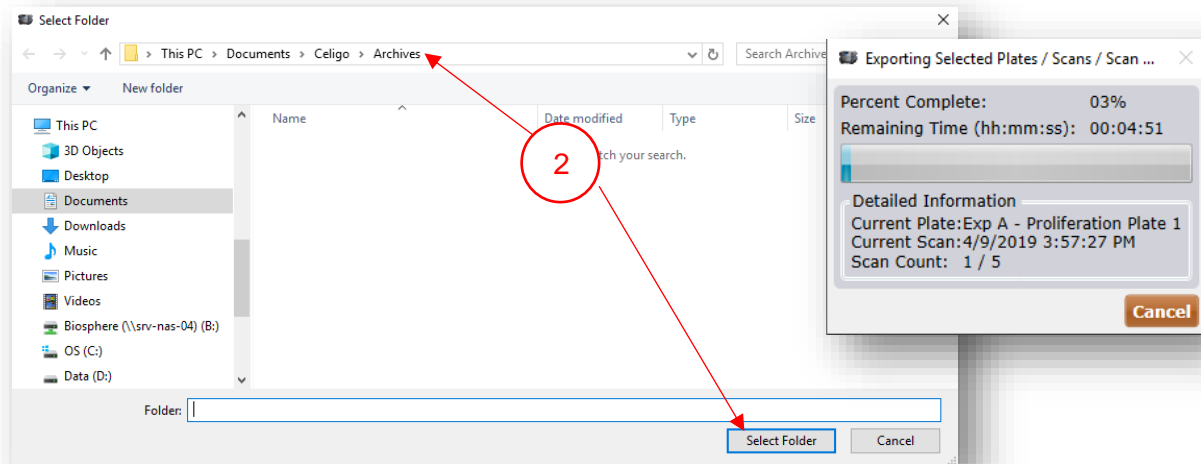 Select Folder
This PC > Documents > Celigo > Archives
Search Archive
Organize
New folder
Name
Date modified
Type
Size
tch your search.
2
This PC
3D Objects
Desktop
Documents
Downloads
Music
Pictures
Videos
Biosphere (\\srv-nas-04) (B:)
OS (C:)
Data (D:)
Folder:
Select Folder
Cancel
Exporting Selected Plates / Scans / Scan ...
Percent Complete: 03%
Remaining Time (hh:mm:ss): 00:04:51
Detailed Information
Current Plate:Exp A - Proliferation Plate 1
Current Scan:4/9/2019 3:57:27 PM
Scan Count: 1 / 5
Cancel